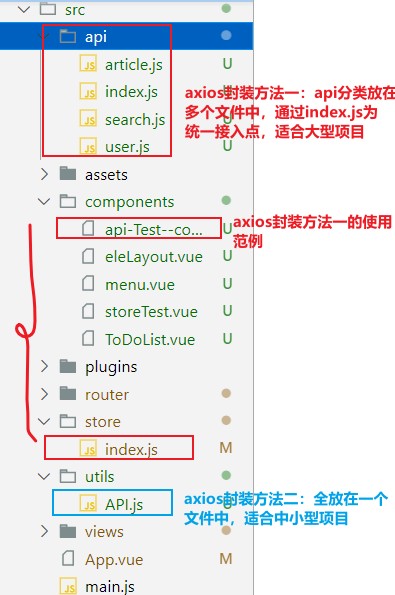 src
api
article.js U
index.js U
search.js U
user.js U
axios封装方法一：api分类放在
多个文件中，通过index.js为
统一接入点，适合大型项目
assets
components
api-Test--co... U
axios封装方法一的使用
范例
eleLayout.vue U
menu.vue U
storeTest.vue U
ToDoList.vue U
plugins
router
store
index.js M
utils
API.js U
axios封装方法二：全放在一个
文件中，适合中小型项目
views
App.vue M
main.js